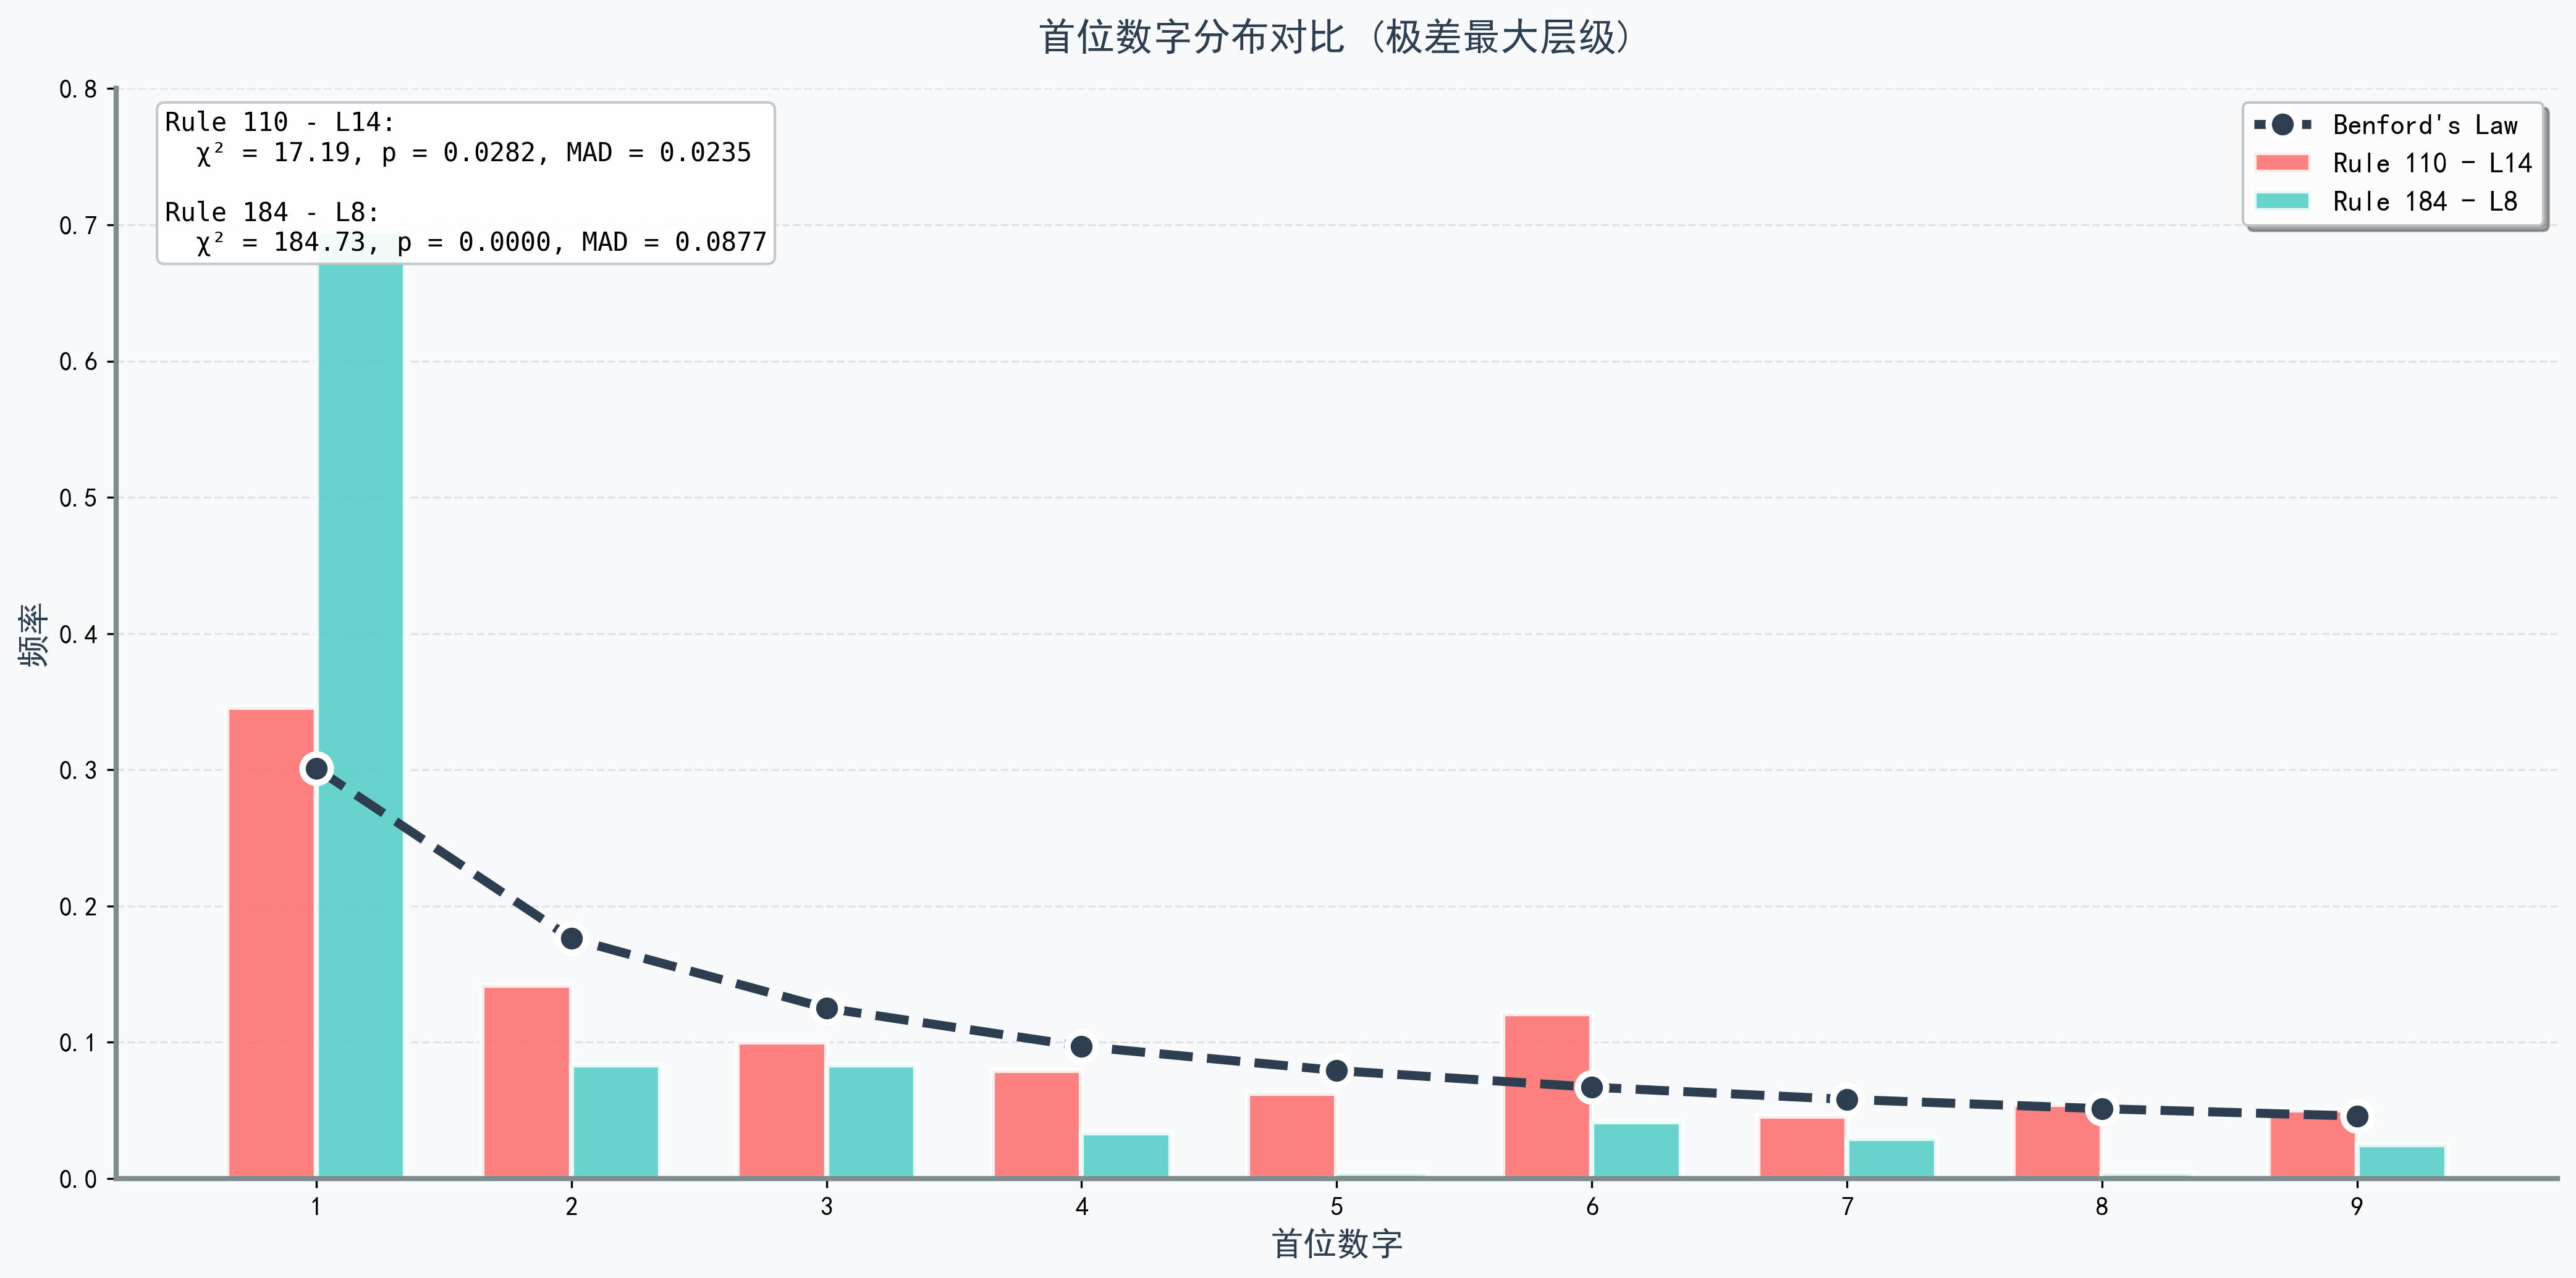 首位数字分布对比 (极差最大层级)
0.8
0.7
0.6
0.5
0.4
0.3
0.2
0.1
0.0
频率
Rule 110 - L14:
χ² = 17.19, p = 0.0282, MAD = 0.0235
Rule 184 - L8:
χ² = 184.73, p = 0.0000, MAD = 0.0877
Benford's Law
Rule 110 - L14
Rule 184 - L8
1 2 3 4 5 6 7 8 9
首位数字